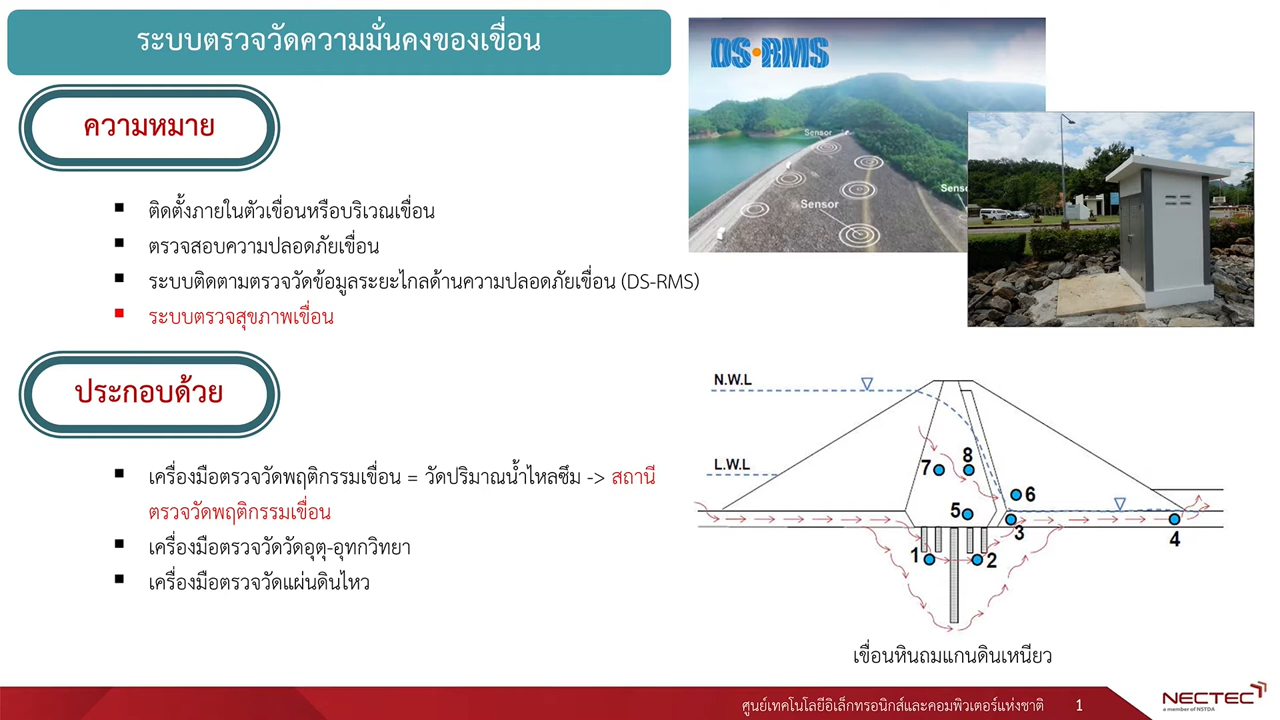 ระบบตรวจวัดความมั่นคงของเขื่อน
ความหมาย
▪ ติดตั้งภายในตัวเขื่อนหรือบริเวณเขื่อน
▪ ตรวจสอบความปลอดภัยเขื่อน
▪ ระบบติดตามตรวจวัดข้อมูลระยะไกลด้านความปลอดภัยเขื่อน (DS-RMS)
▪ ระบบตรวจสุขภาพเขื่อน
ประกอบด้วย
▪ เครื่องมือตรวจวัดพฤติกรรมเขื่อน = วัดปริมาณน้ำไหลซึม -> สถานี
ตรวจวัดพฤติกรรมเขื่อน
▪ เครื่องมือตรวจวัดวัดอุตุ-อุทกวิทยา
▪ เครื่องมือตรวจวัดแผ่นดินไหว
DS•RMS
Sensor
Sensor
Senso
N.W.L
L.W.L
7
8
6
5
3
4
1
2
เขื่อนหินถมแกนดินเหนียว
ศูนย์เทคโนโลยีอิเล็กทรอนิกส์และคอมพิวเตอร์แห่งชาติ
1
NECTEC
a member of NSTDA